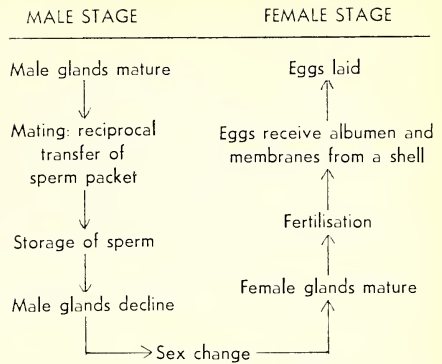 MALE STAGE
Male glands mature
Mating: reciprocal
transfer of
sperm packet
Storage of sperm
Male glands decline
Sex change
FEMALE STAGE
Eggs laid
Eggs receive albumen and
membranes from a shell
Fertilisation
Female glands mature